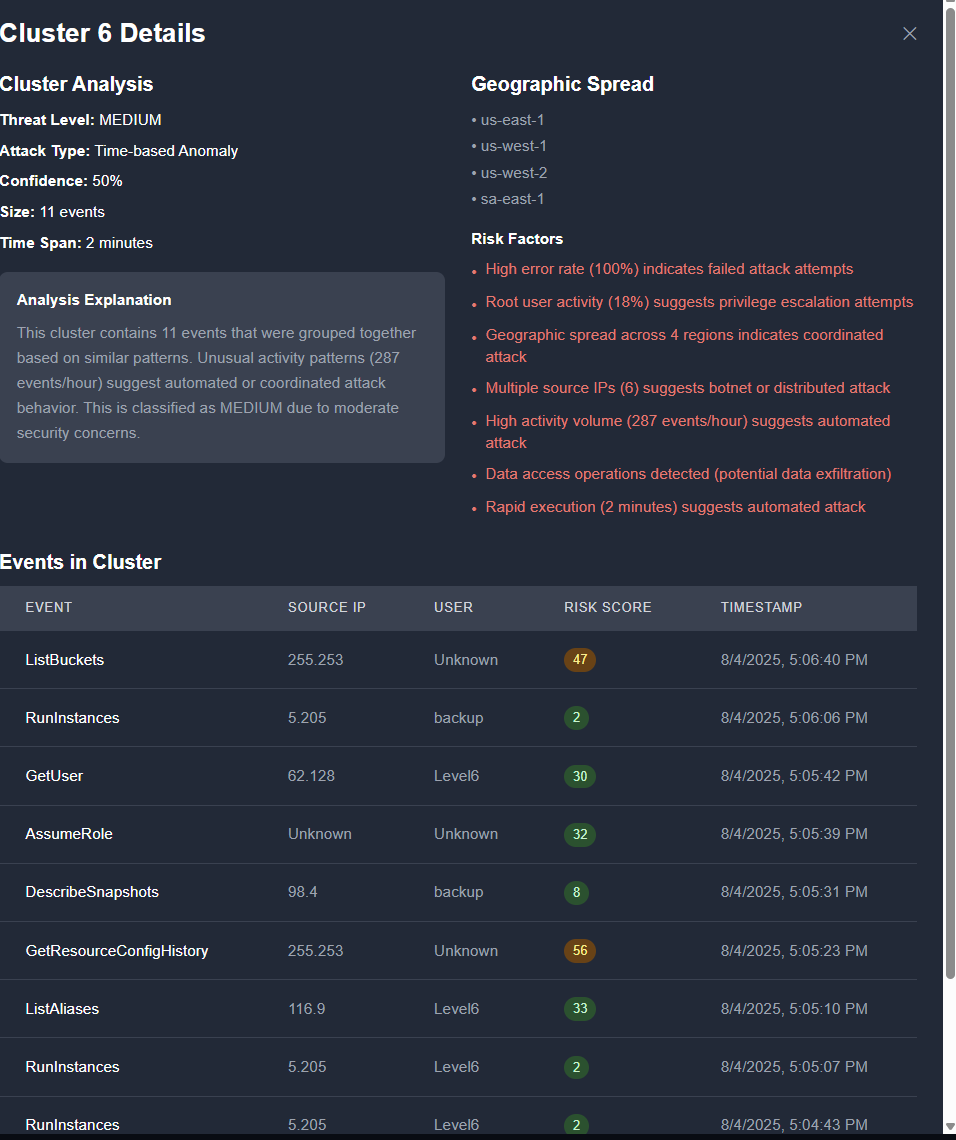 Cluster 6 Details
Cluster Analysis
Threat Level: MEDIUM
Attack Type: Time-based Anomaly
Confidence: 50%
Size: 11 events
Time Span: 2 minutes
Analysis Explanation
This cluster contains 11 events that were grouped together
based on similar patterns. Unusual activity patterns (287
events/hour) suggest automated or coordinated attack
behavior. This is classified as MEDIUM due to moderate
security concerns.
Geographic Spread
• us-east-1
• us-west-1
• us-west-2
• sa-east-1
Risk Factors
• High error rate (100%) indicates failed attack attempts
• Root user activity (18%) suggests privilege escalation attempts
• Geographic spread across 4 regions indicates coordinated
attack
• Multiple source IPs (6) suggests botnet or distributed attack
• High activity volume (287 events/hour) suggests automated
attack
• Data access operations detected (potential data exfiltration)
• Rapid execution (2 minutes) suggests automated attack
Events in Cluster
EVENT SOURCE IP USER RISK SCORE TIMESTAMP
ListBuckets 255.253 Unknown 47 8/4/2025, 5:06:40 PM
RunInstances 5.205 backup 2 8/4/2025, 5:06:06 PM
GetUser 62.128 Level6 30 8/4/2025, 5:05:42 PM
AssumeRole Unknown Unknown 32 8/4/2025, 5:05:39 PM
DescribeSnapshots 98.4 backup 8 8/4/2025, 5:05:31 PM
GetResourceConfigHistory 255.253 Unknown 56 8/4/2025, 5:05:23 PM
ListAliases 116.9 Level6 33 8/4/2025, 5:05:10 PM
RunInstances 5.205 Level6 2 8/4/2025, 5:05:07 PM
RunInstances 5.205 Level6 2 8/4/2025, 5:04:43 PM